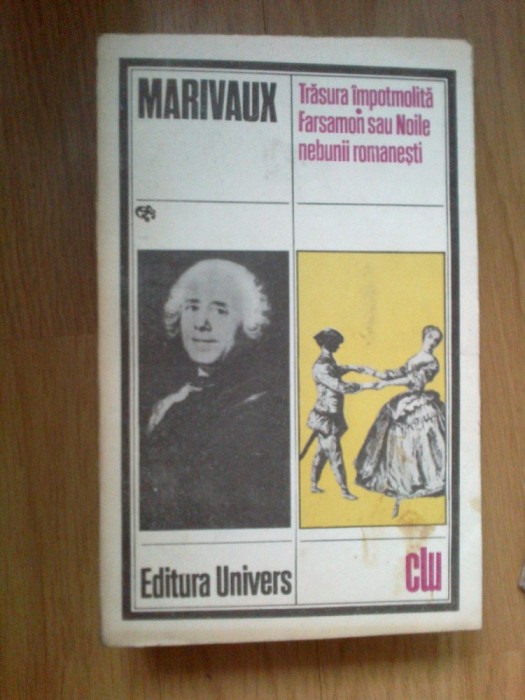 MARIVAUX
Trăsura împotmolită
•
Farsamon sau Noile
nebunii romanești
Editura Univers
clu